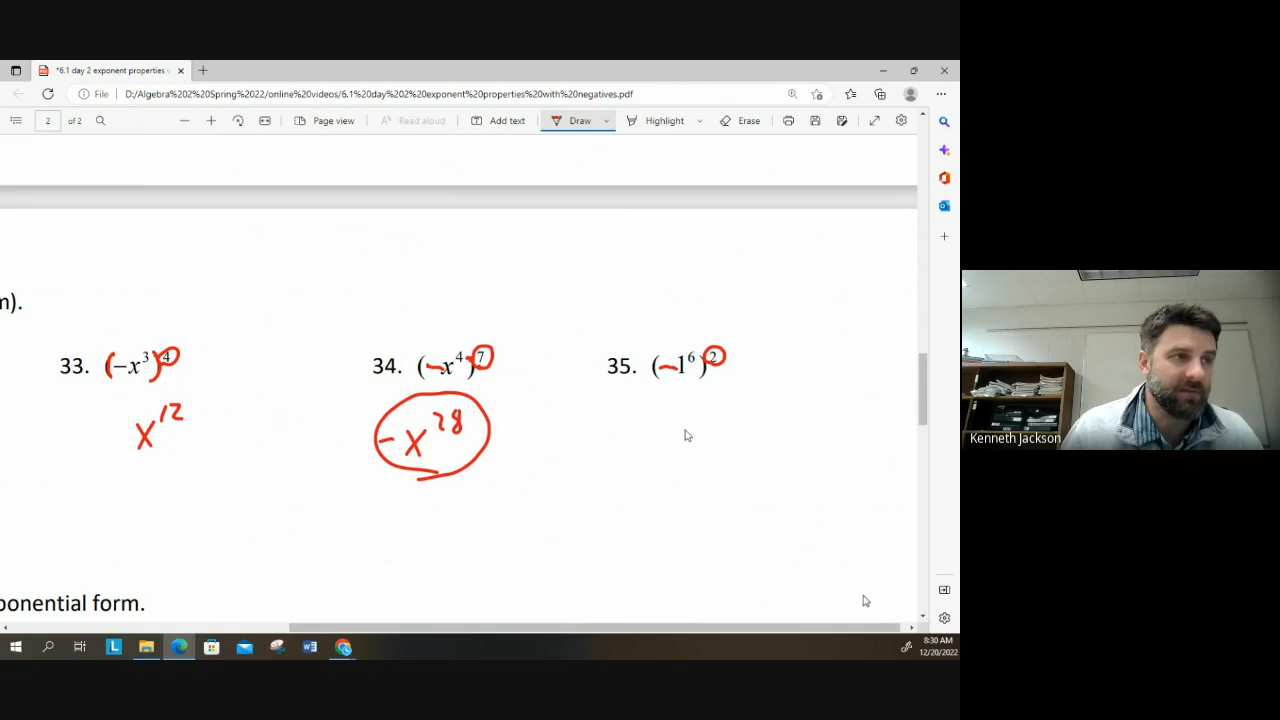 *6.1 day 2 exponent properties
File D:/Algebra%202%20Spring%2022/online%20videos/6.1%20day%202%20exponent%20properties%20with%20negatives.pdf
2 of 2 Page view Read aloud Add text Draw Highlight Erase
m).
33. (−x³)⁴ 34. (−x⁴)⁷ 35. (−1⁶)²
x¹² −x²⁸
Kenneth Jackson
ponential form.
8:30 AM
12/20/2022